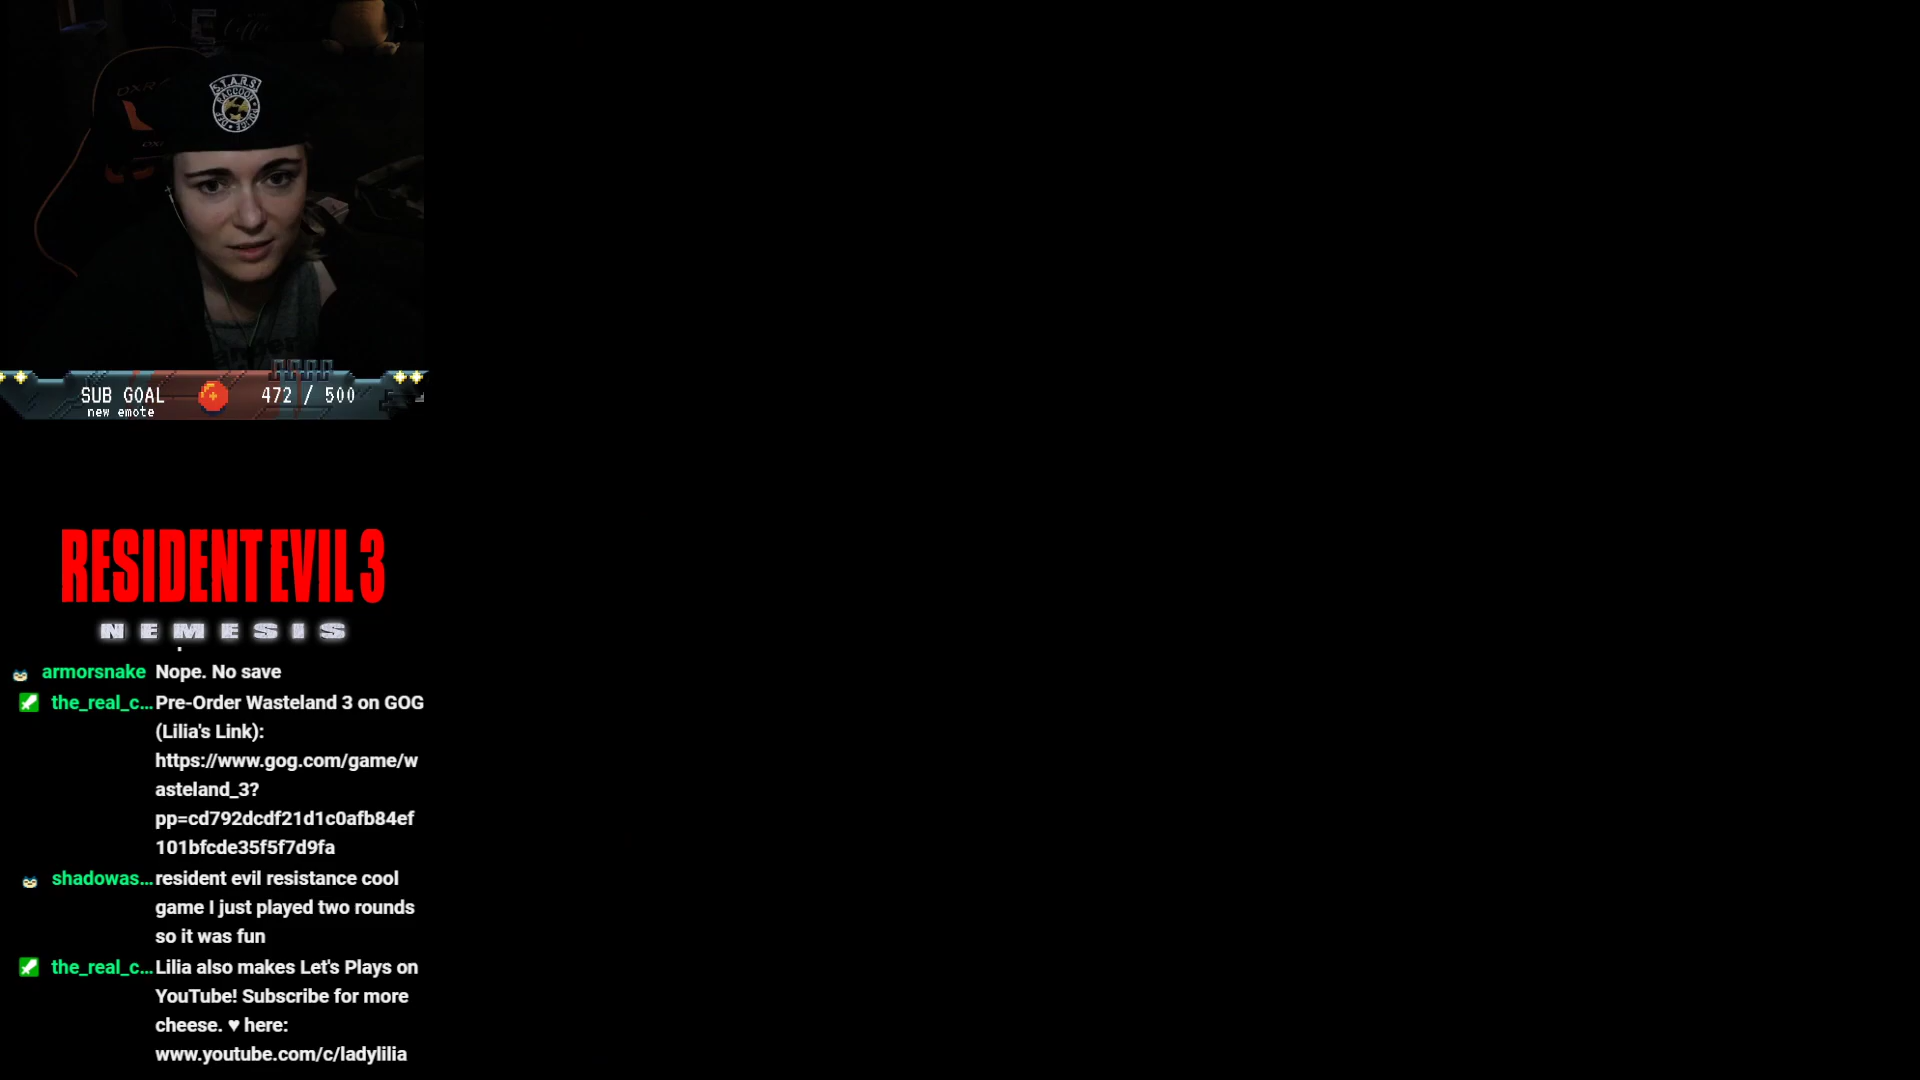 S.T.A.R.S.
RACCOON
POLICE
SUB GOAL
new emote
472 / 500
RESIDENT EVIL 3
NEMESIS
armorsnake Nope. No save
the_real_c... Pre-Order Wasteland 3 on GOG
(Lilia's Link):
https://www.gog.com/game/w
asteland_3?
pp=cd792dcdf21d1c0afb84ef
101bfcde35f5f7d9fa
shadowas... resident evil resistance cool
game I just played two rounds
so it was fun
the_real_c... Lilia also makes Let's Plays on
YouTube! Subscribe for more
cheese. ♥ here:
www.youtube.com/c/ladylilia